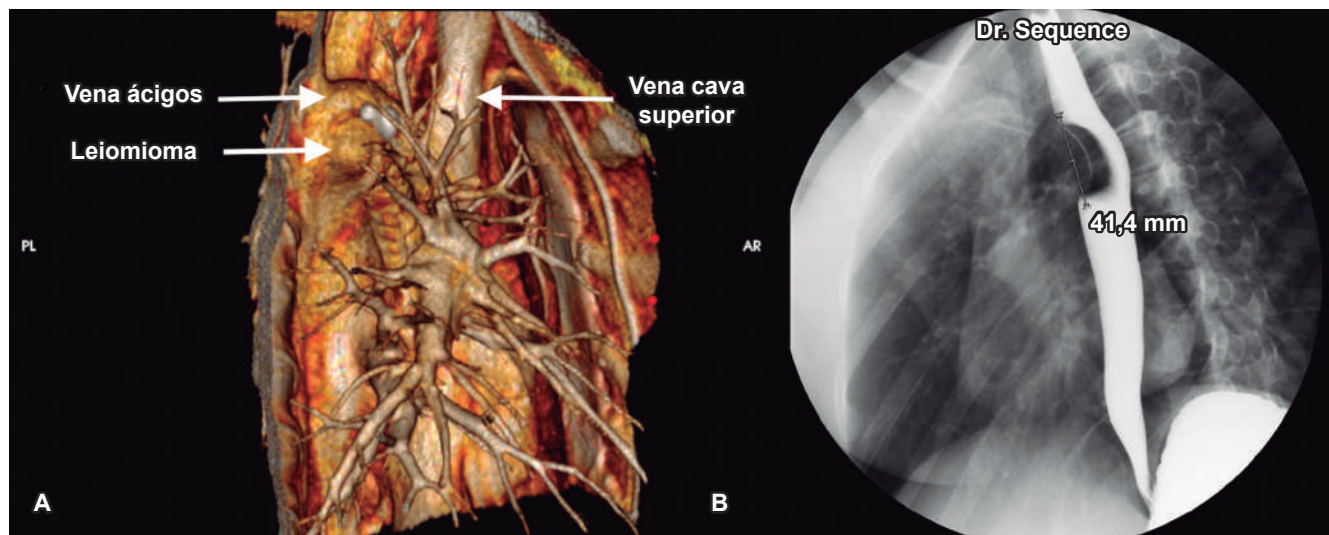 Dr. Sequence
Vena ácigos
Vena cava
superior
Leiomioma
PL
AR
41,4 mm
A
B